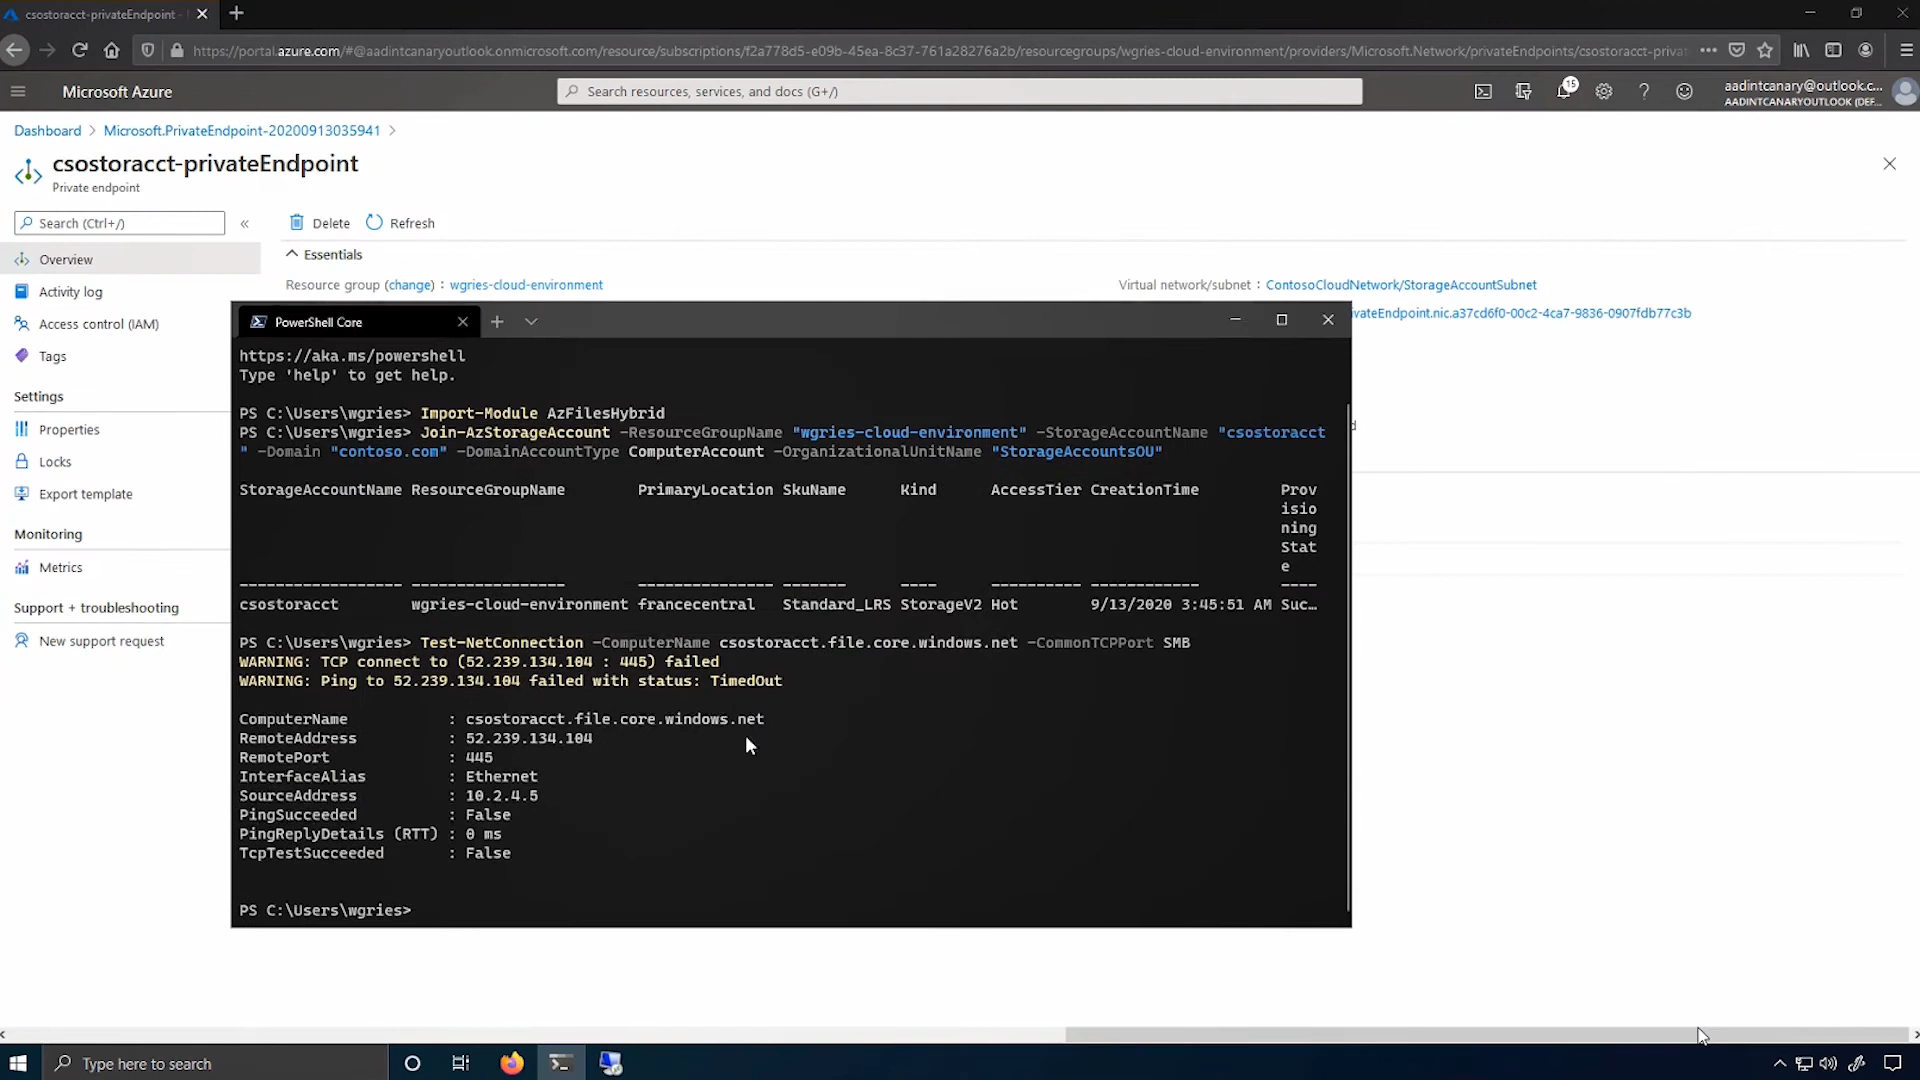 csostoracct-privateEndpoint -
https://portal.azure.com/#@aadintcanaryoutlook.onmicrosoft.com/resource/subscriptions/f2a778d5-e09b-45ea-8c37-761a28276a2b/resourcegroups/wgries-cloud-environment/providers/Microsoft.Network/privateEndpoints/csostoracct-privat
Microsoft Azure
Search resources, services, and docs (G+/)
15
aadintcanary@outlook.c...
AADINTCANARYOUTLOOK (DEF...
Dashboard > Microsoft.PrivateEndpoint-20200913035941 >
csostoracct-privateEndpoint
Private endpoint
Search (Ctrl+/)
«
Delete
Refresh
Overview
Activity log
Access control (IAM)
Tags
Settings
Properties
Locks
Export template
Monitoring
Metrics
Support + troubleshooting
New support request
Essentials
Resource group (change) : wgries-cloud-environment
Virtual network/subnet : ContosoCloudNetwork/StorageAccountSubnet
ivateEndpoint.nic.a37cd6f0-00c2-4ca7-9836-0907fdb77c3b
d
PowerShell Core
https://aka.ms/powershell
Type 'help' to get help.
PS C:\Users\wgries> Import-Module AzFilesHybrid
PS C:\Users\wgries> Join-AzStorageAccount -ResourceGroupName "wgries-cloud-environment" -StorageAccountName "csostoracct
" -Domain "contoso.com" -DomainAccountType ComputerAccount -OrganizationalUnitName "StorageAccountsOU"
StorageAccountName ResourceGroupName PrimaryLocation SkuName Kind AccessTier CreationTime Prov
isio
ning
Stat
e
------------------ ----------------- --------------- ------- ---- ---------- ------------ ----
csostoracct wgries-cloud-environment francecentral Standard_LRS StorageV2 Hot 9/13/2020 3:45:51 AM Suc…
PS C:\Users\wgries> Test-NetConnection -ComputerName csostoracct.file.core.windows.net -CommonTCPPort SMB
WARNING: TCP connect to (52.239.134.104 : 445) failed
WARNING: Ping to 52.239.134.104 failed with status: TimedOut
ComputerName : csostoracct.file.core.windows.net
RemoteAddress : 52.239.134.104
RemotePort : 445
InterfaceAlias : Ethernet
SourceAddress : 10.2.4.5
PingSucceeded : False
PingReplyDetails (RTT) : 0 ms
TcpTestSucceeded : False
PS C:\Users\wgries>
Type here to search